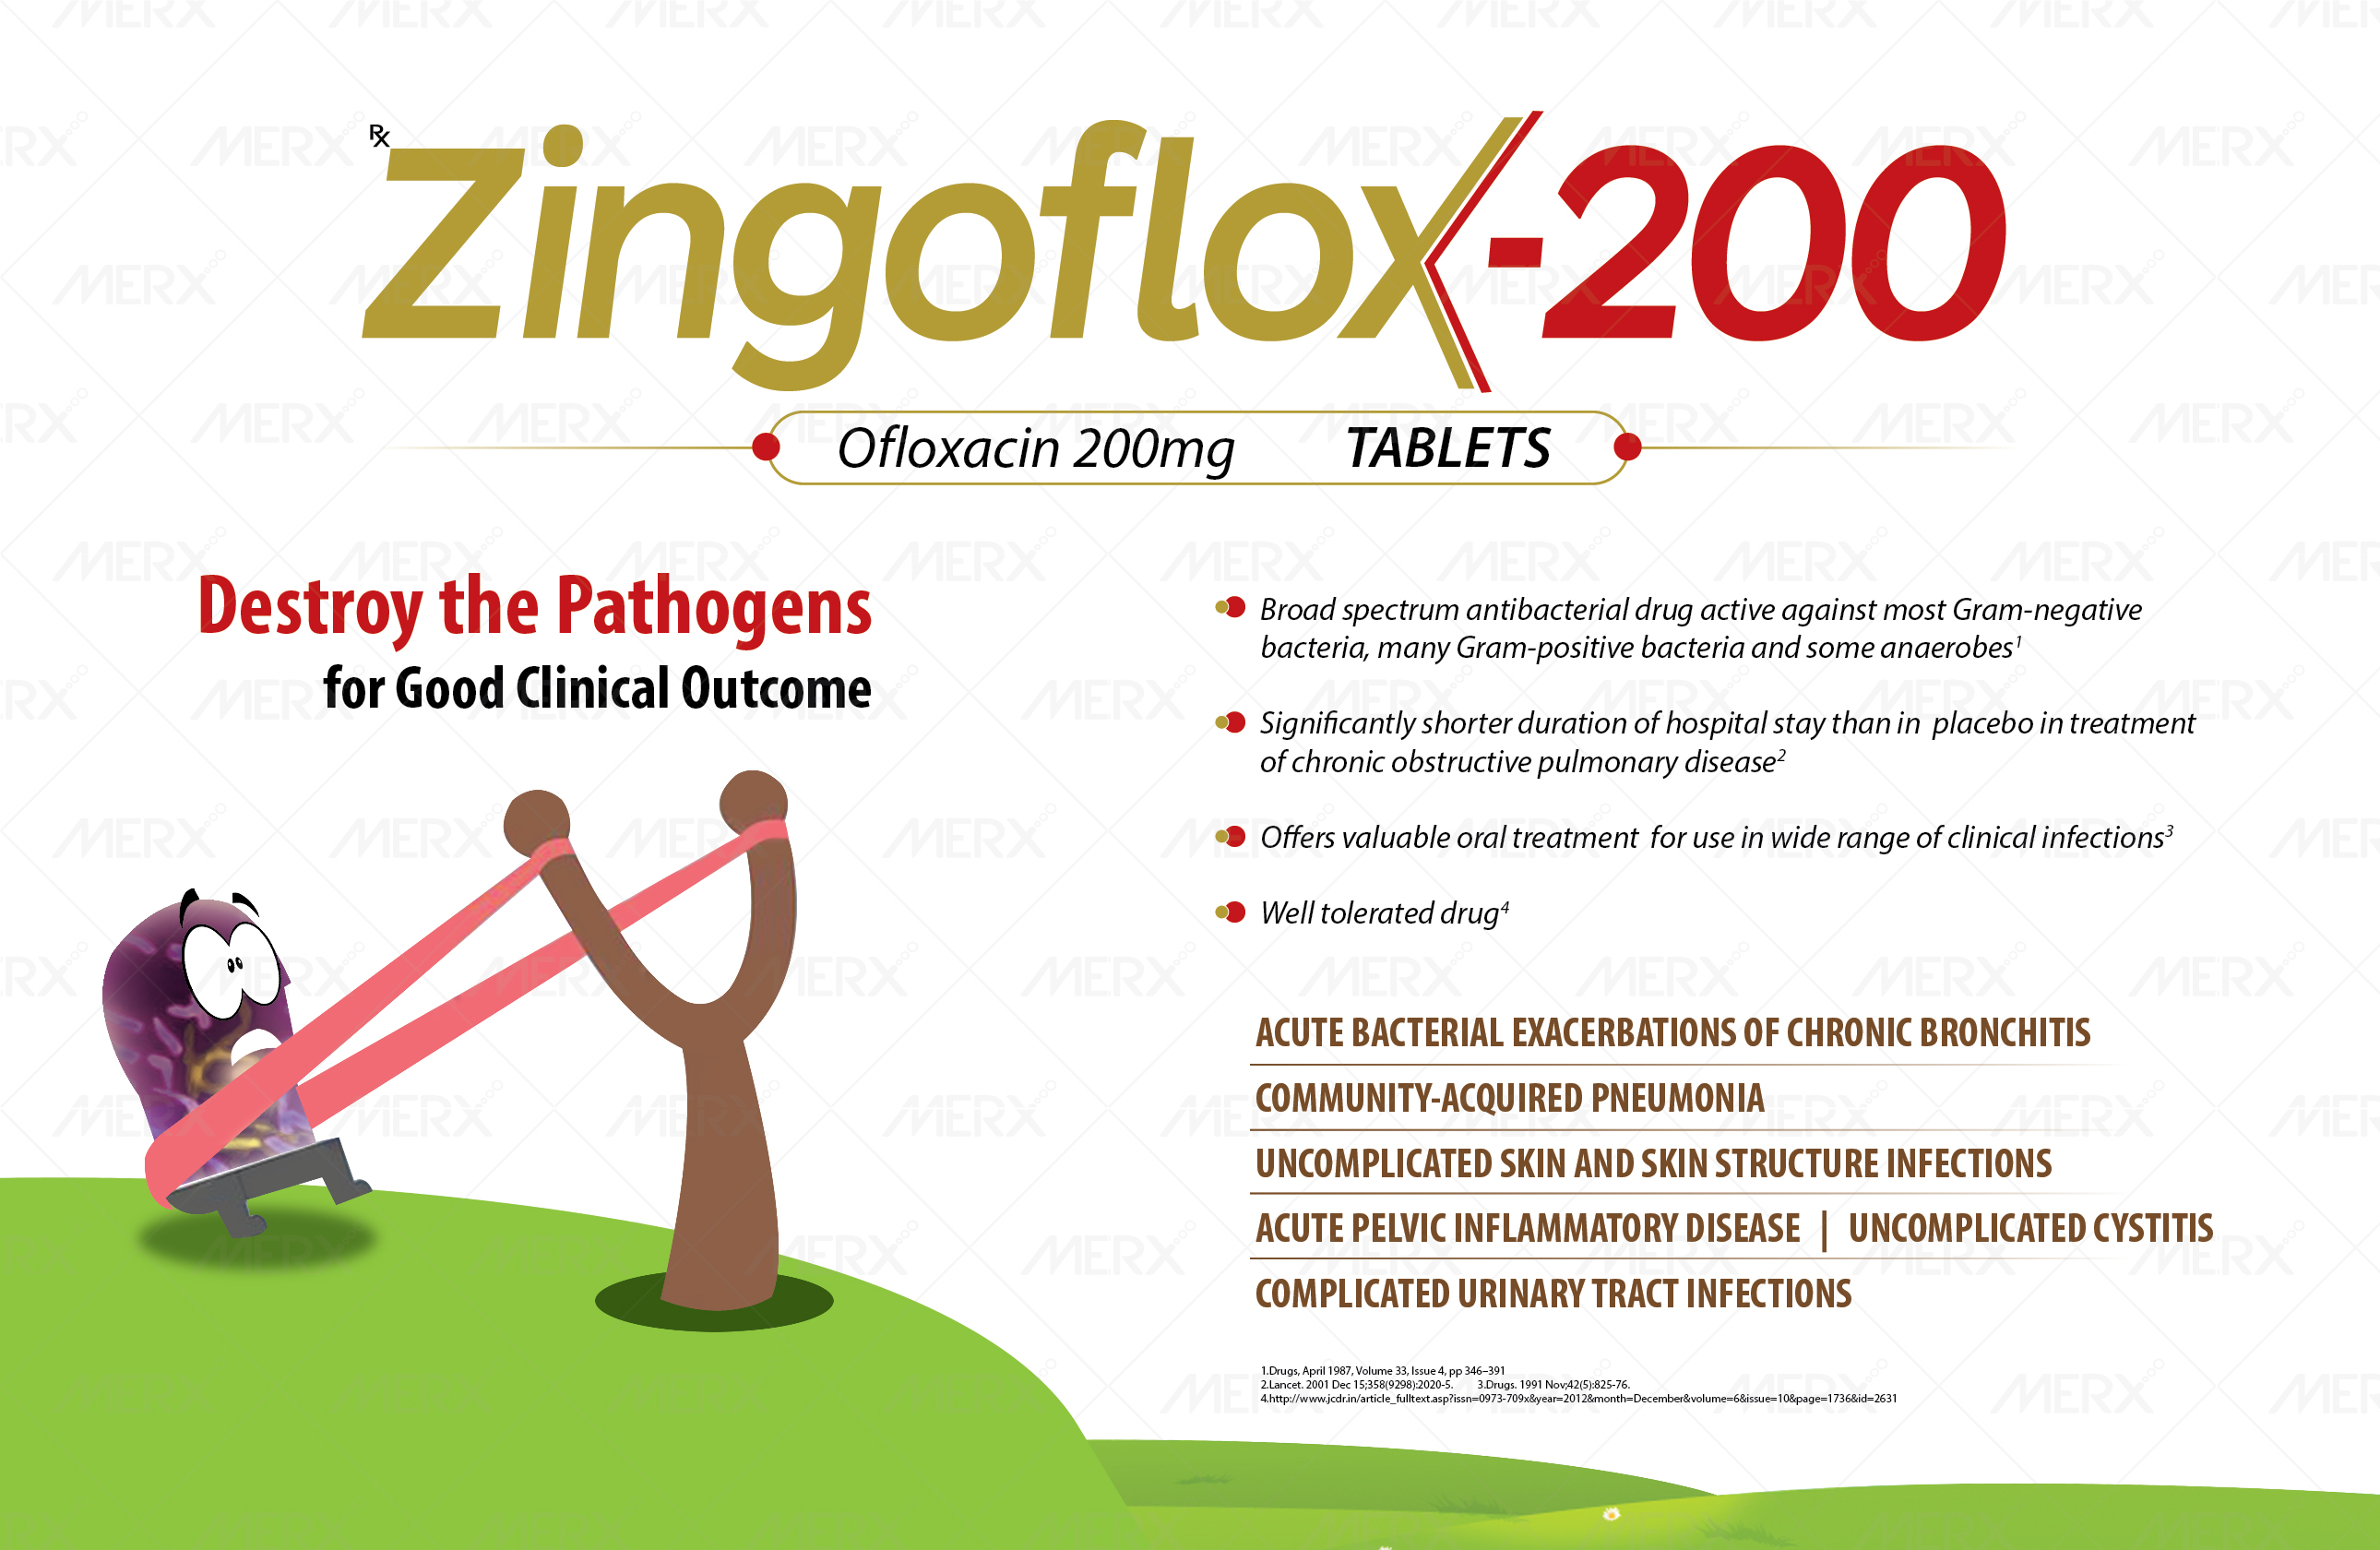 Rx
Zingoflox-200
Ofloxacin 200mg TABLETS
Destroy the Pathogens
for Good Clinical Outcome
Broad spectrum antibacterial drug active against most Gram-negative
bacteria, many Gram-positive bacteria and some anaerobes1
Significantly shorter duration of hospital stay than in placebo in treatment
of chronic obstructive pulmonary disease2
Offers valuable oral treatment for use in wide range of clinical infections3
Well tolerated drug4
ACUTE BACTERIAL EXACERBATIONS OF CHRONIC BRONCHITIS
COMMUNITY-ACQUIRED PNEUMONIA
UNCOMPLICATED SKIN AND SKIN STRUCTURE INFECTIONS
ACUTE PELVIC INFLAMMATORY DISEASE | UNCOMPLICATED CYSTITIS
COMPLICATED URINARY TRACT INFECTIONS
1.Drugs, April 1987, Volume 33, Issue 4, pp 346–391
2.Lancet. 2001 Dec 15;358(9298):2020-5. 3.Drugs. 1991 Nov;42(5):825-76.
4.http://www.jcdr.in/article_fulltext.asp?issn=0973-709x&year=2012&month=December&volume=6&issue=10&page=1736&id=2631
MERX